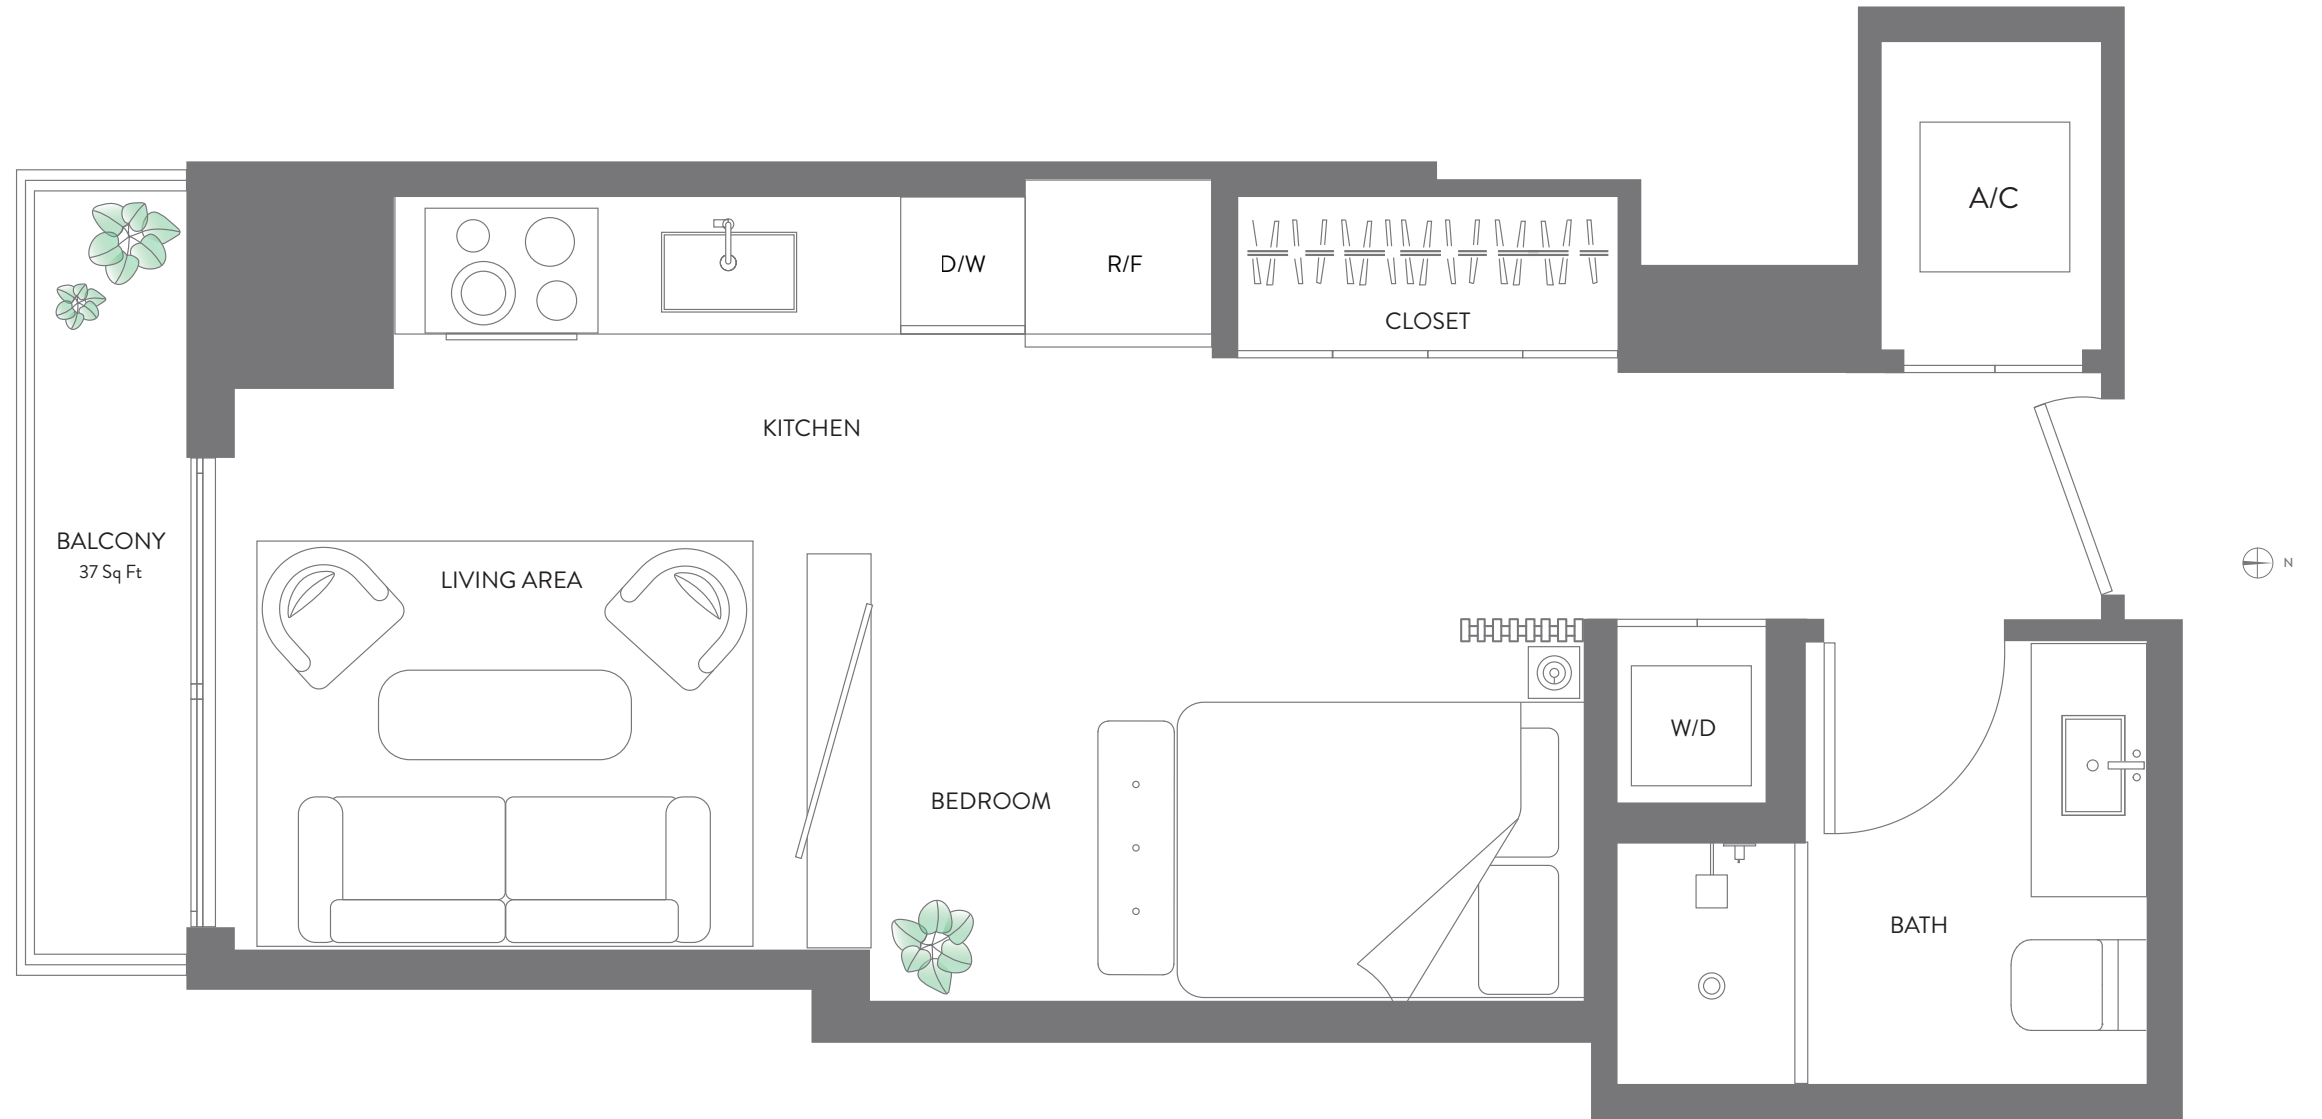 A/C
D/W
R/F
CLOSET
KITCHEN
BALCONY
37 Sq Ft
LIVING AREA
N
W/D
BEDROOM
BATH